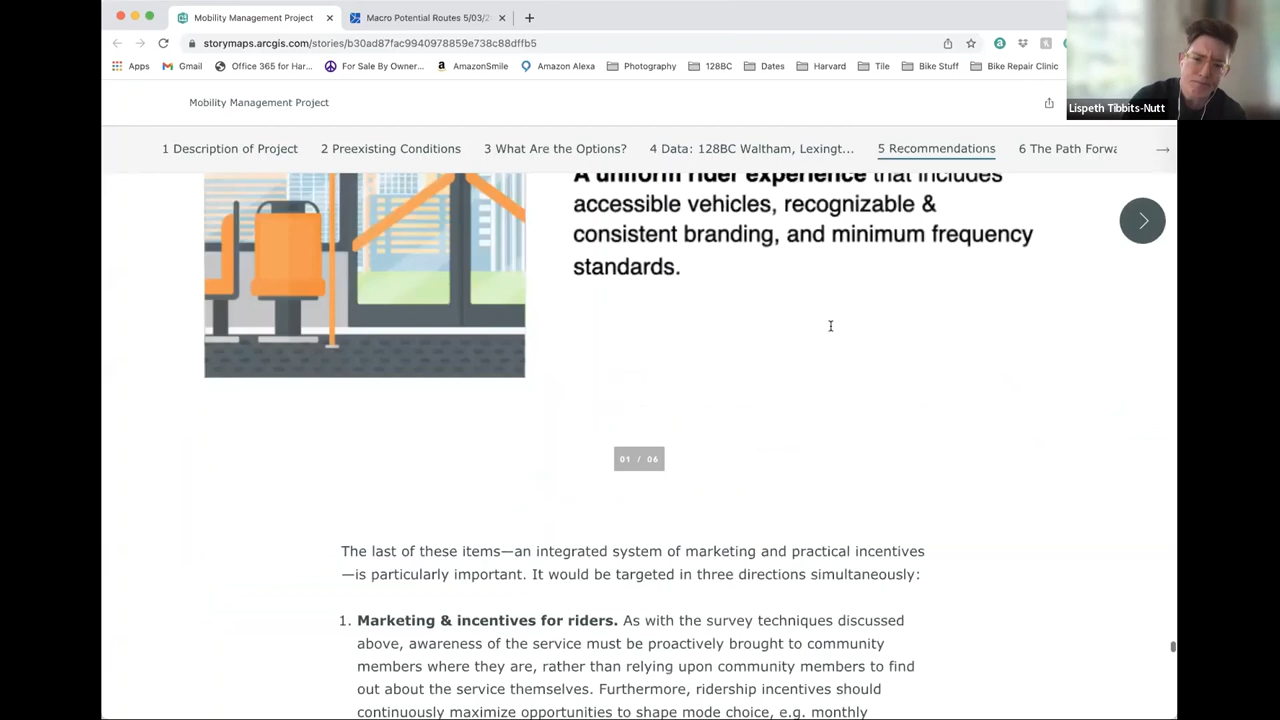 Mobility Management Project
Macro Potential Routes 5/03/2
storymaps.arcgis.com/stories/b30ad87fac9940978859e738c88dffb5
Apps
Gmail
Office 365 for Har...
For Sale By Owner...
AmazonSmile
Amazon Alexa
Photography
128BC
Dates
Harvard
Tile
Bike Stuff
Bike Repair Clinic
Lispeth Tibbits-Nutt
Mobility Management Project
1 Description of Project
2 Preexisting Conditions
3 What Are the Options?
4 Data: 128BC Waltham, Lexingt...
5 Recommendations
6 The Path Forwa
A uniform rider experience that includes
accessible vehicles, recognizable &
consistent branding, and minimum frequency
standards.
01 / 06
The last of these items—an integrated system of marketing and practical incentives
—is particularly important. It would be targeted in three directions simultaneously:
1. Marketing & incentives for riders. As with the survey techniques discussed
above, awareness of the service must be proactively brought to community
members where they are, rather than relying upon community members to find
out about the service themselves. Furthermore, ridership incentives should
continuously maximize opportunities to shape mode choice, e.g. monthly